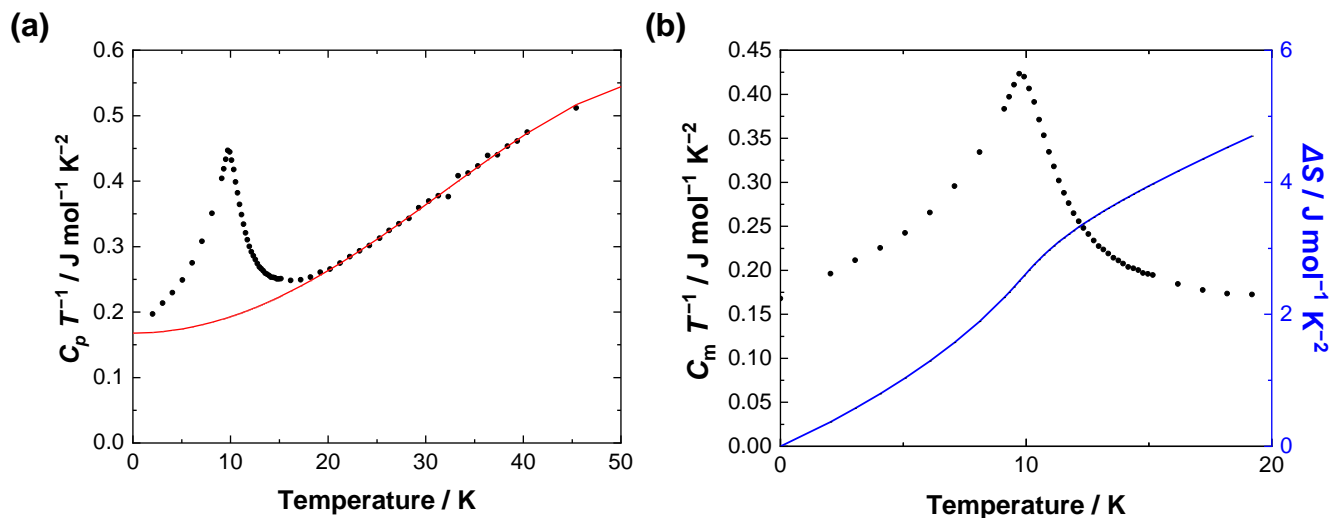 (a)
C_p T⁻¹ / J mol⁻¹ K⁻²
0.6
0.5
0.4
0.3
0.2
0.1
0.0
0 10 20 30 40 50
Temperature / K
(b)
C_m T⁻¹ / J mol⁻¹ K⁻²
0.45
0.40
0.35
0.30
0.25
0.20
0.15
0.10
0.05
0.00
0 10 20
Temperature / K
6
4
2
0
ΔS / J mol⁻¹ K⁻²